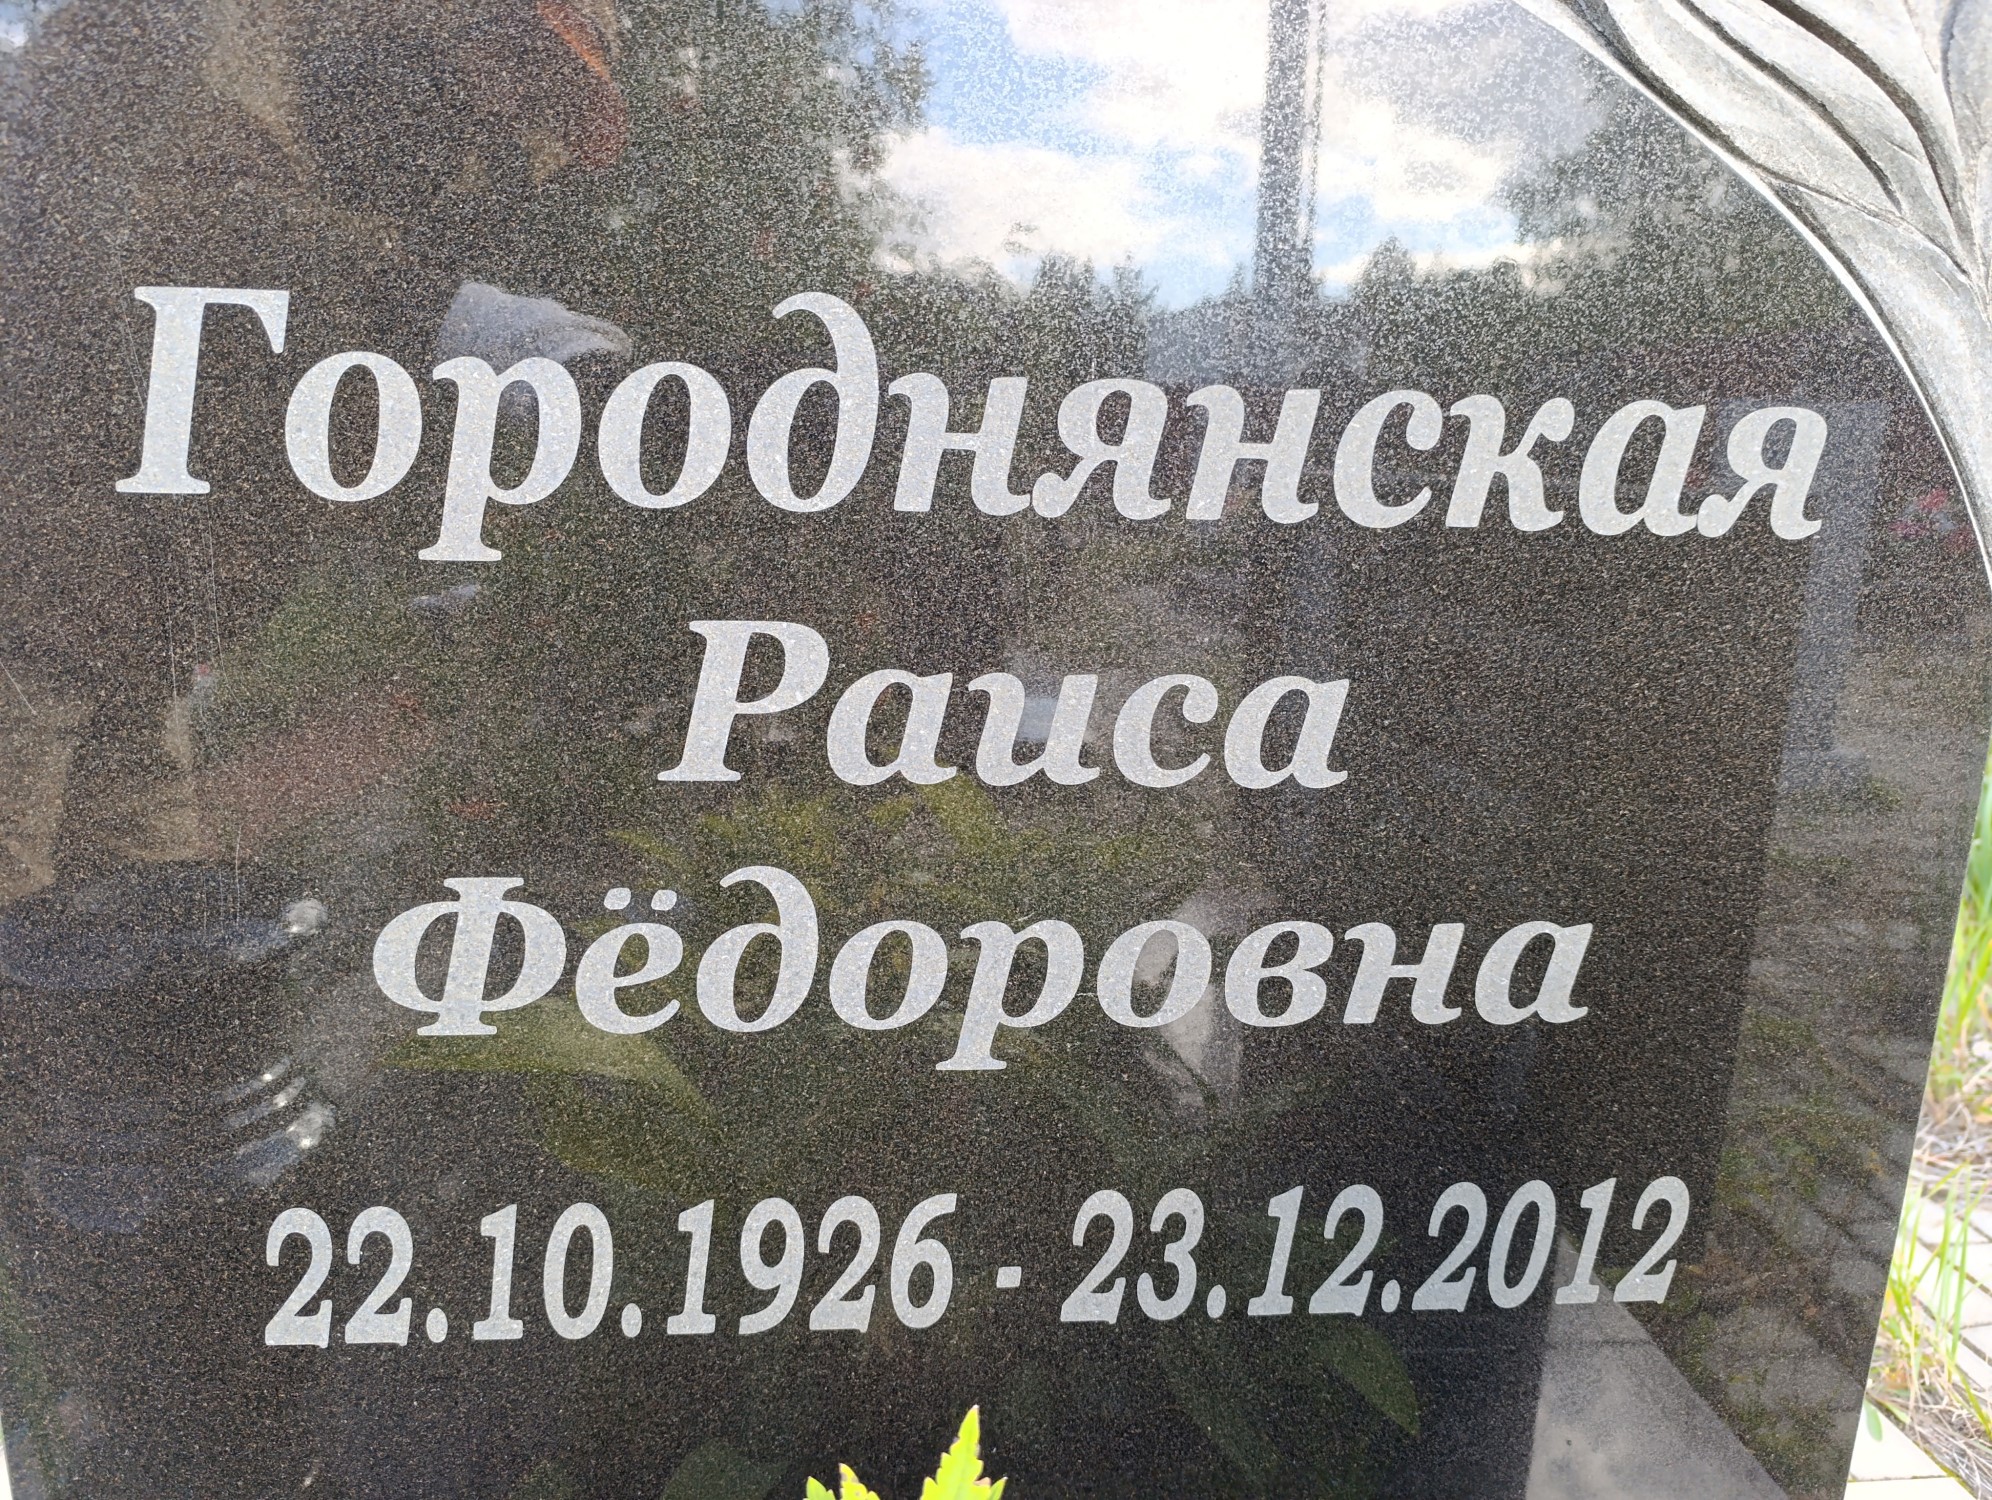 Городнянская
Раиса
Фёдоровна
22.10.1926 - 23.12.2012